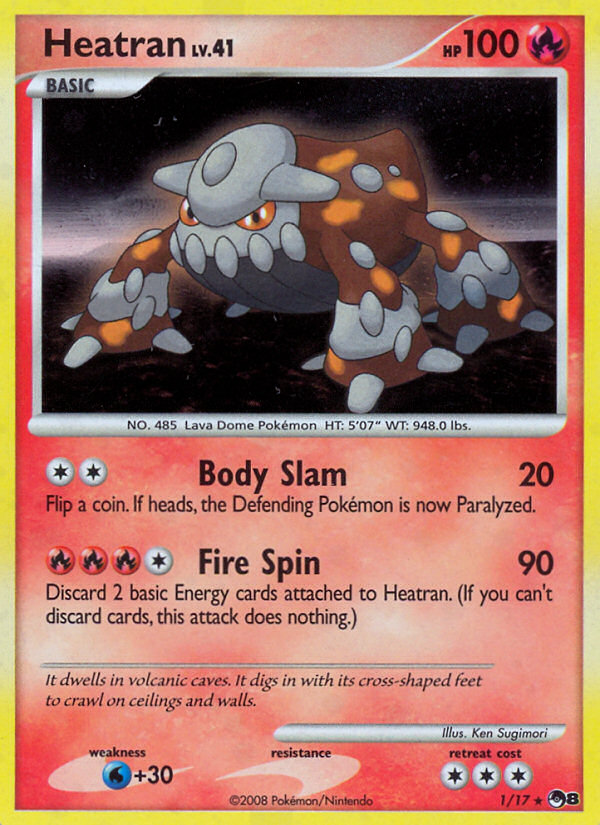 Heatran LV.41
HP 100
BASIC
NO. 485 Lava Dome Pokémon HT: 5'07" WT: 948.0 lbs.
Body Slam 20
Flip a coin. If heads, the Defending Pokémon is now Paralyzed.
Fire Spin 90
Discard 2 basic Energy cards attached to Heatran. (If you can't
discard cards, this attack does nothing.)
It dwells in volcanic caves. It digs in with its cross-shaped feet
to crawl on ceilings and walls.
Illus. Ken Sugimori
weakness resistance retreat cost
+30
©2008 Pokémon/Nintendo 1/17 ★ 8